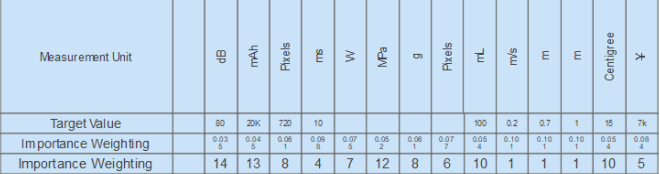 Measurement Unit dB mAh Pixels ms W MPa g Pixels mL m/s m m Centigree ¥
Target Value 80 20K 720 10 100 0.2 0.7 1 15 7k
Importance Weighting 0.035 0.045 0.061 0.098 0.075 0.052 0.061 0.077 0.054 0.101 0.101 0.101 0.054 0.084
Importance Weighting 14 13 8 4 7 12 8 6 10 1 1 1 10 5